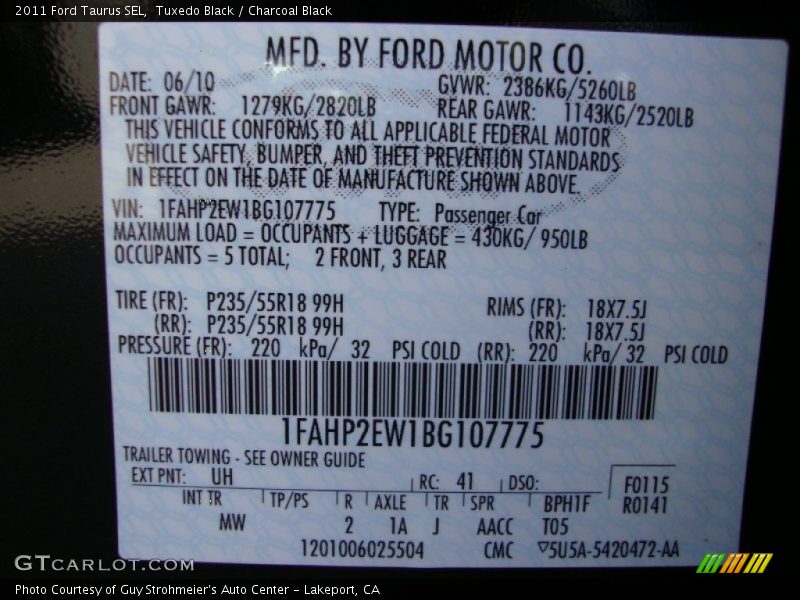 2011 Ford Taurus SEL,  Tuxedo Black / Charcoal Black
MFD. BY FORD MOTOR CO.
DATE: 06/10 GVWR: 2386KG/5260LB
FRONT GAWR: 1279KG/2820LB REAR GAWR: 1143KG/2520LB
THIS VEHICLE CONFORMS TO ALL APPLICABLE FEDERAL MOTOR
VEHICLE SAFETY, BUMPER, AND THEFT PREVENTION STANDARDS
IN EFFECT ON THE DATE OF MANUFACTURE SHOWN ABOVE.
VIN: 1FAHP2EW1BG107775 TYPE: Passenger Car
MAXIMUM LOAD = OCCUPANTS + LUGGAGE = 430KG/ 950LB
OCCUPANTS = 5 TOTAL; 2 FRONT, 3 REAR
TIRE (FR): P235/55R18 99H RIMS (FR): 18X7.5J
(RR): P235/55R18 99H (RR): 18X7.5J
PRESSURE (FR): 220 kPa/ 32 PSI COLD (RR): 220 kPa/ 32 PSI COLD
1FAHP2EW1BG107775
TRAILER TOWING - SEE OWNER GUIDE
EXT PNT: UH RC: 41 DSO: F0115
INT TR TP/PS R AXLE TR SPR BPH1F R0141
MW 2 1A J AACC T05
1201006025504 CMC ▽5U5A-5420472-AA
GTCARLOT.COM
Photo Courtesy of Guy Strohmeier's Auto Center – Lakeport, CA